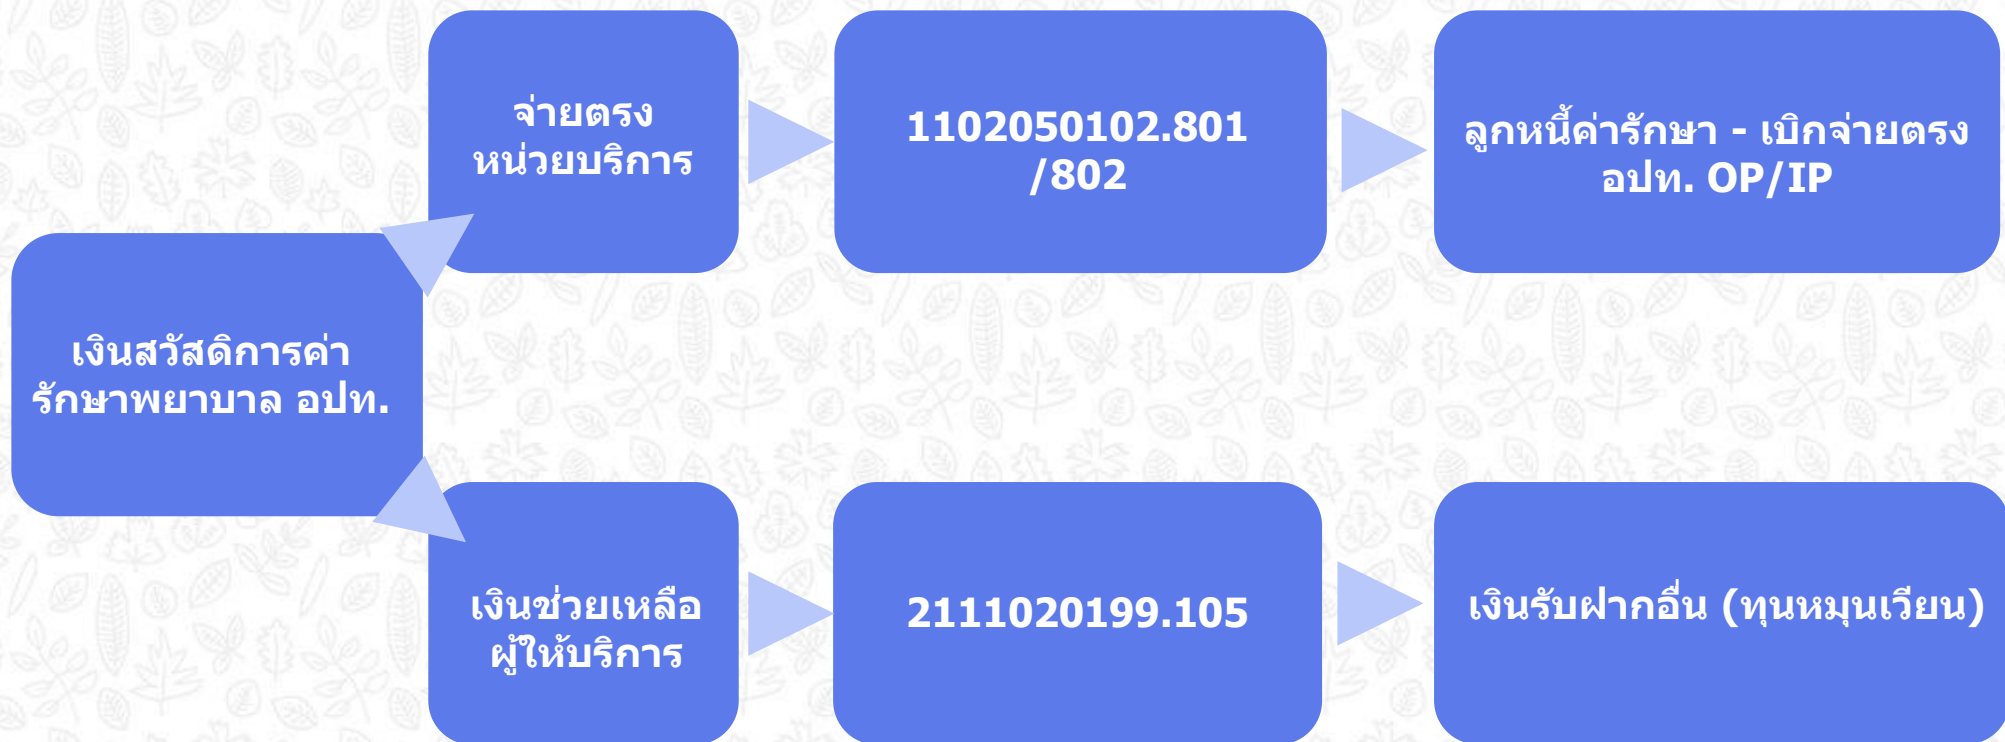 จ่ายตรง
หน่วยบริการ
1102050102.801
/802
ลูกหนี้ค่ารักษา - เบิกจ่ายตรง
อปท. OP/IP
เงินสวัสดิการค่า
รักษาพยาบาล อปท.
เงินช่วยเหลือ
ผู้ให้บริการ
2111020199.105
เงินรับฝากอื่น (ทุนหมุนเวียน)